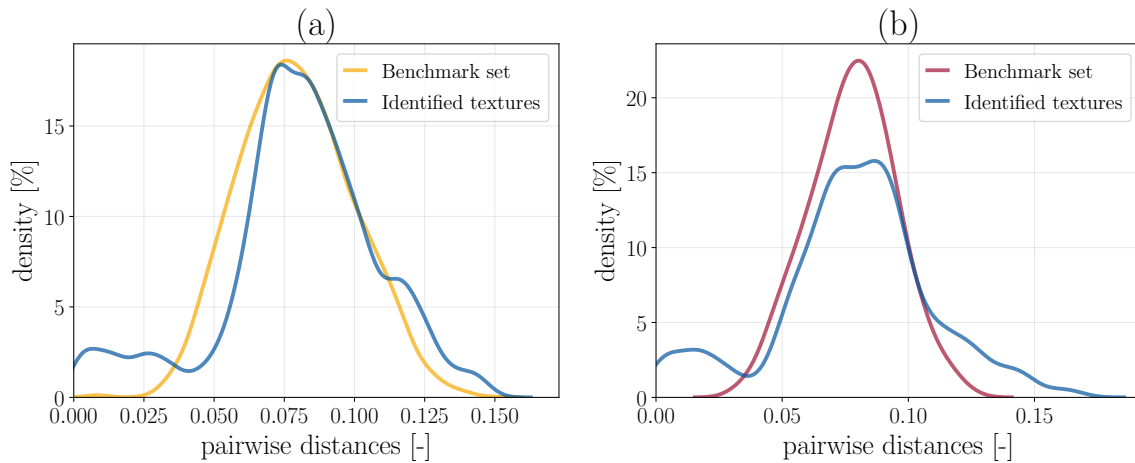 (a)
density [%]
15
10
5
0
0.000 0.025 0.050 0.075 0.100 0.125 0.150
pairwise distances [-]
Benchmark set
Identified textures
(b)
density [%]
20
15
10
5
0
0.00 0.05 0.10 0.15
pairwise distances [-]
Benchmark set
Identified textures